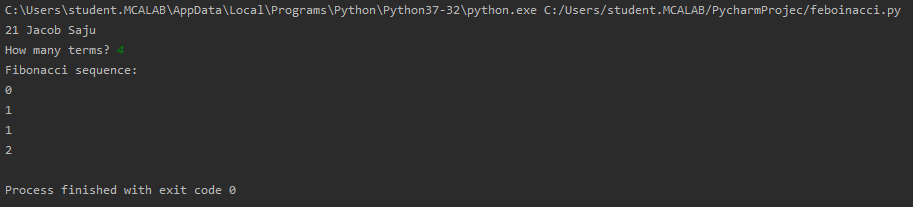 C:\Users\student.MCALAB\AppData\Local\Programs\Python\Python37-32\python.exe C:/Users/student.MCALAB/PycharmProjec/feboinacci.py
21 Jacob Saju
How many terms? 4
Fibonacci sequence:
0
1
1
2
Process finished with exit code 0